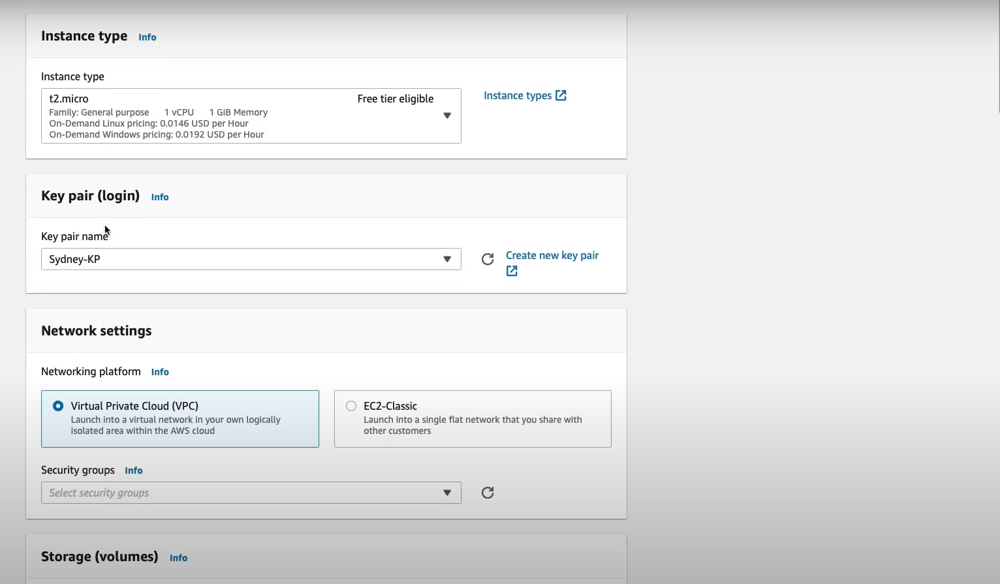 Instance type Info
Instance type
t2.micro Free tier eligible
Family: General purpose 1 vCPU 1 GiB Memory
On-Demand Linux pricing: 0.0146 USD per Hour
On-Demand Windows pricing: 0.0192 USD per Hour
Instance types
Key pair (login) Info
Key pair name
Sydney-KP
Create new key pair
Network settings
Networking platform Info
Virtual Private Cloud (VPC)
Launch into a virtual network in your own logically
isolated area within the AWS cloud
EC2-Classic
Launch into a single flat network that you share with
other customers
Security groups Info
Select security groups
Storage (volumes) Info